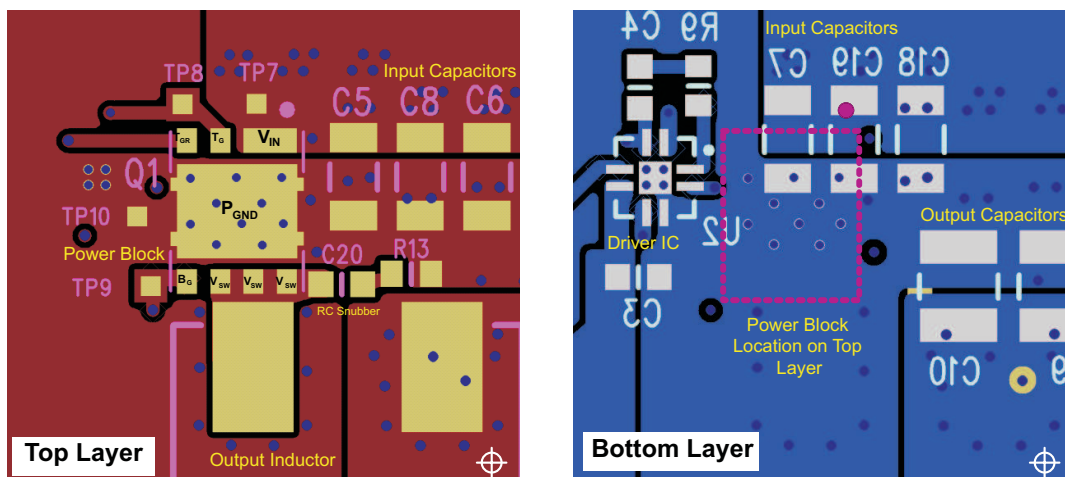 TP8
TP7
Input Capacitors
C5
C8
C6
TGR
TG
VIN
Q1
PGND
TP10
Power Block
C20
R13
TP9
BG
VSW
VSW
VSW
RC Snubber
Output Inductor
Top Layer
C4
R9
Input Capacitors
C7
C19
C18
U2
Driver IC
Output Capacitors
C3
Power Block
Location on Top
Layer
C10
9
Bottom Layer